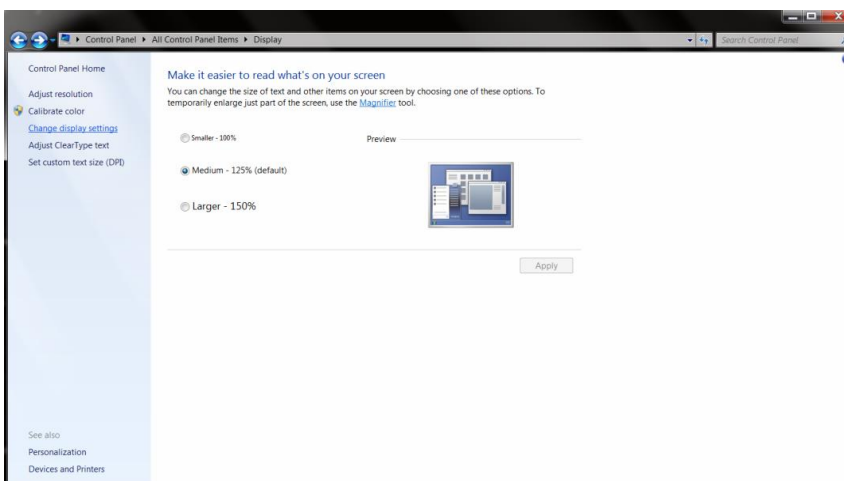 Control Panel ▸ All Control Panel Items ▸ Display
Search Control Panel
Control Panel Home
Adjust resolution
Calibrate color
Change display settings
Adjust ClearType text
Set custom text size (DPI)
Make it easier to read what's on your screen
You can change the size of text and other items on your screen by choosing one of these options. To
temporarily enlarge just part of the screen, use the Magnifier tool.
Smaller - 100%
Preview
Medium - 125% (default)
Larger - 150%
Apply
See also
Personalization
Devices and Printers